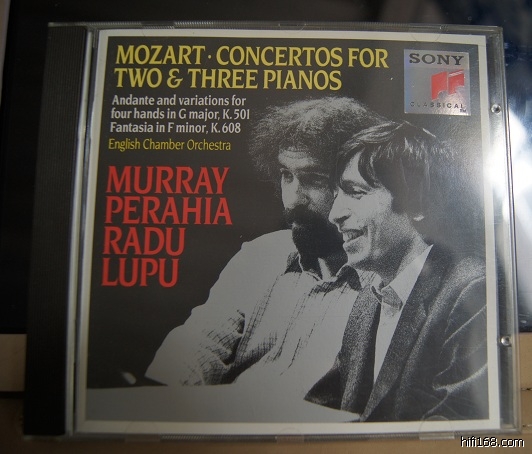 MOZART · CONCERTOS FOR
TWO & THREE PIANOS
Andante and variations for
four hands in G major, K. 501
Fantasia in F minor, K. 608
English Chamber Orchestra
MURRAY
PERAHIA
RADU
LUPU
SONY
CLASSICAL
hifi168.com